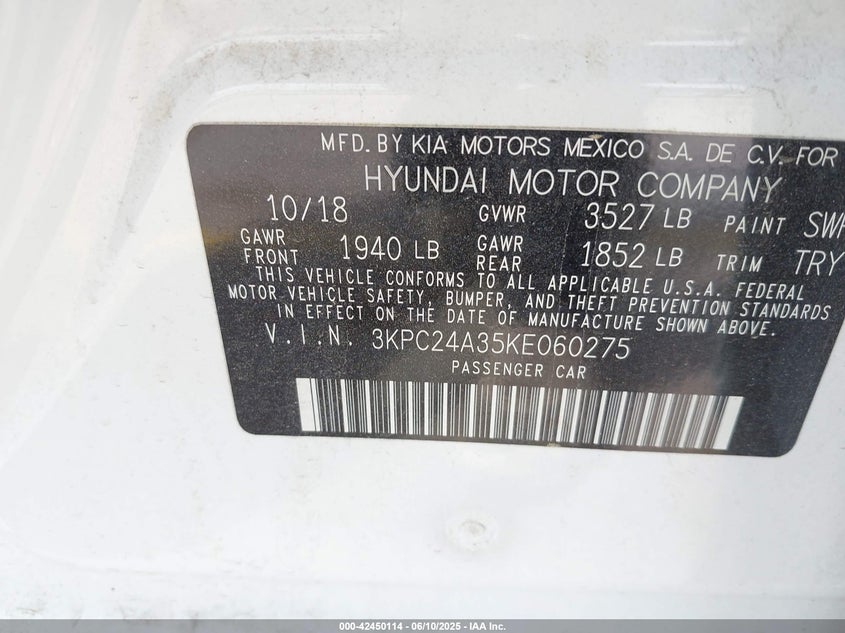 MFD. BY KIA MOTORS MEXICO S.A. DE C.V. FOR
HYUNDAI MOTOR COMPANY
10/18 GVWR 3527 LB PAINT
GAWR FRONT 1940 LB GAWR REAR 1852 LB TRIM TRY
THIS VEHICLE CONFORMS TO ALL APPLICABLE U.S.A. FEDERAL
MOTOR VEHICLE SAFETY, BUMPER, AND THEFT PREVENTION STANDARDS
IN EFFECT ON THE DATE OF MANUFACTURE SHOWN ABOVE.
V.I.N. 3KPC24A35KE060275
PASSENGER CAR
000-42450114 - 06/10/2025 - IAA Inc.